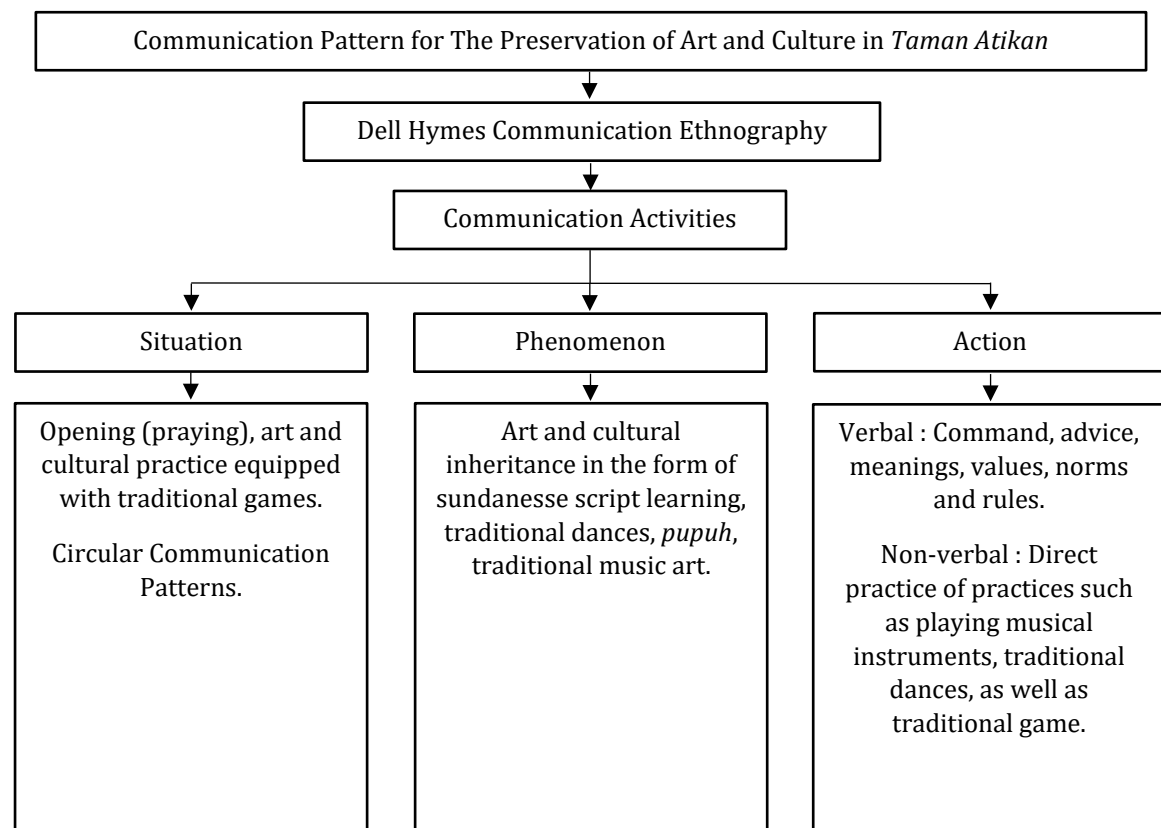 Communication Pattern for The Preservation of Art and Culture in Taman Atikan
Dell Hymes Communication Ethnography
Communication Activities
Situation
Phenomenon
Action
Opening (praying), art and
cultural practice equipped
with traditional games.
Circular Communication
Patterns.
Art and cultural
inheritance in the form of
sundanesse script learning,
traditional dances, pupuh,
traditional music art.
Verbal : Command, advice,
meanings, values, norms
and rules.
Non-verbal : Direct
practice of practices such
as playing musical
instruments, traditional
dances, as well as
traditional game.